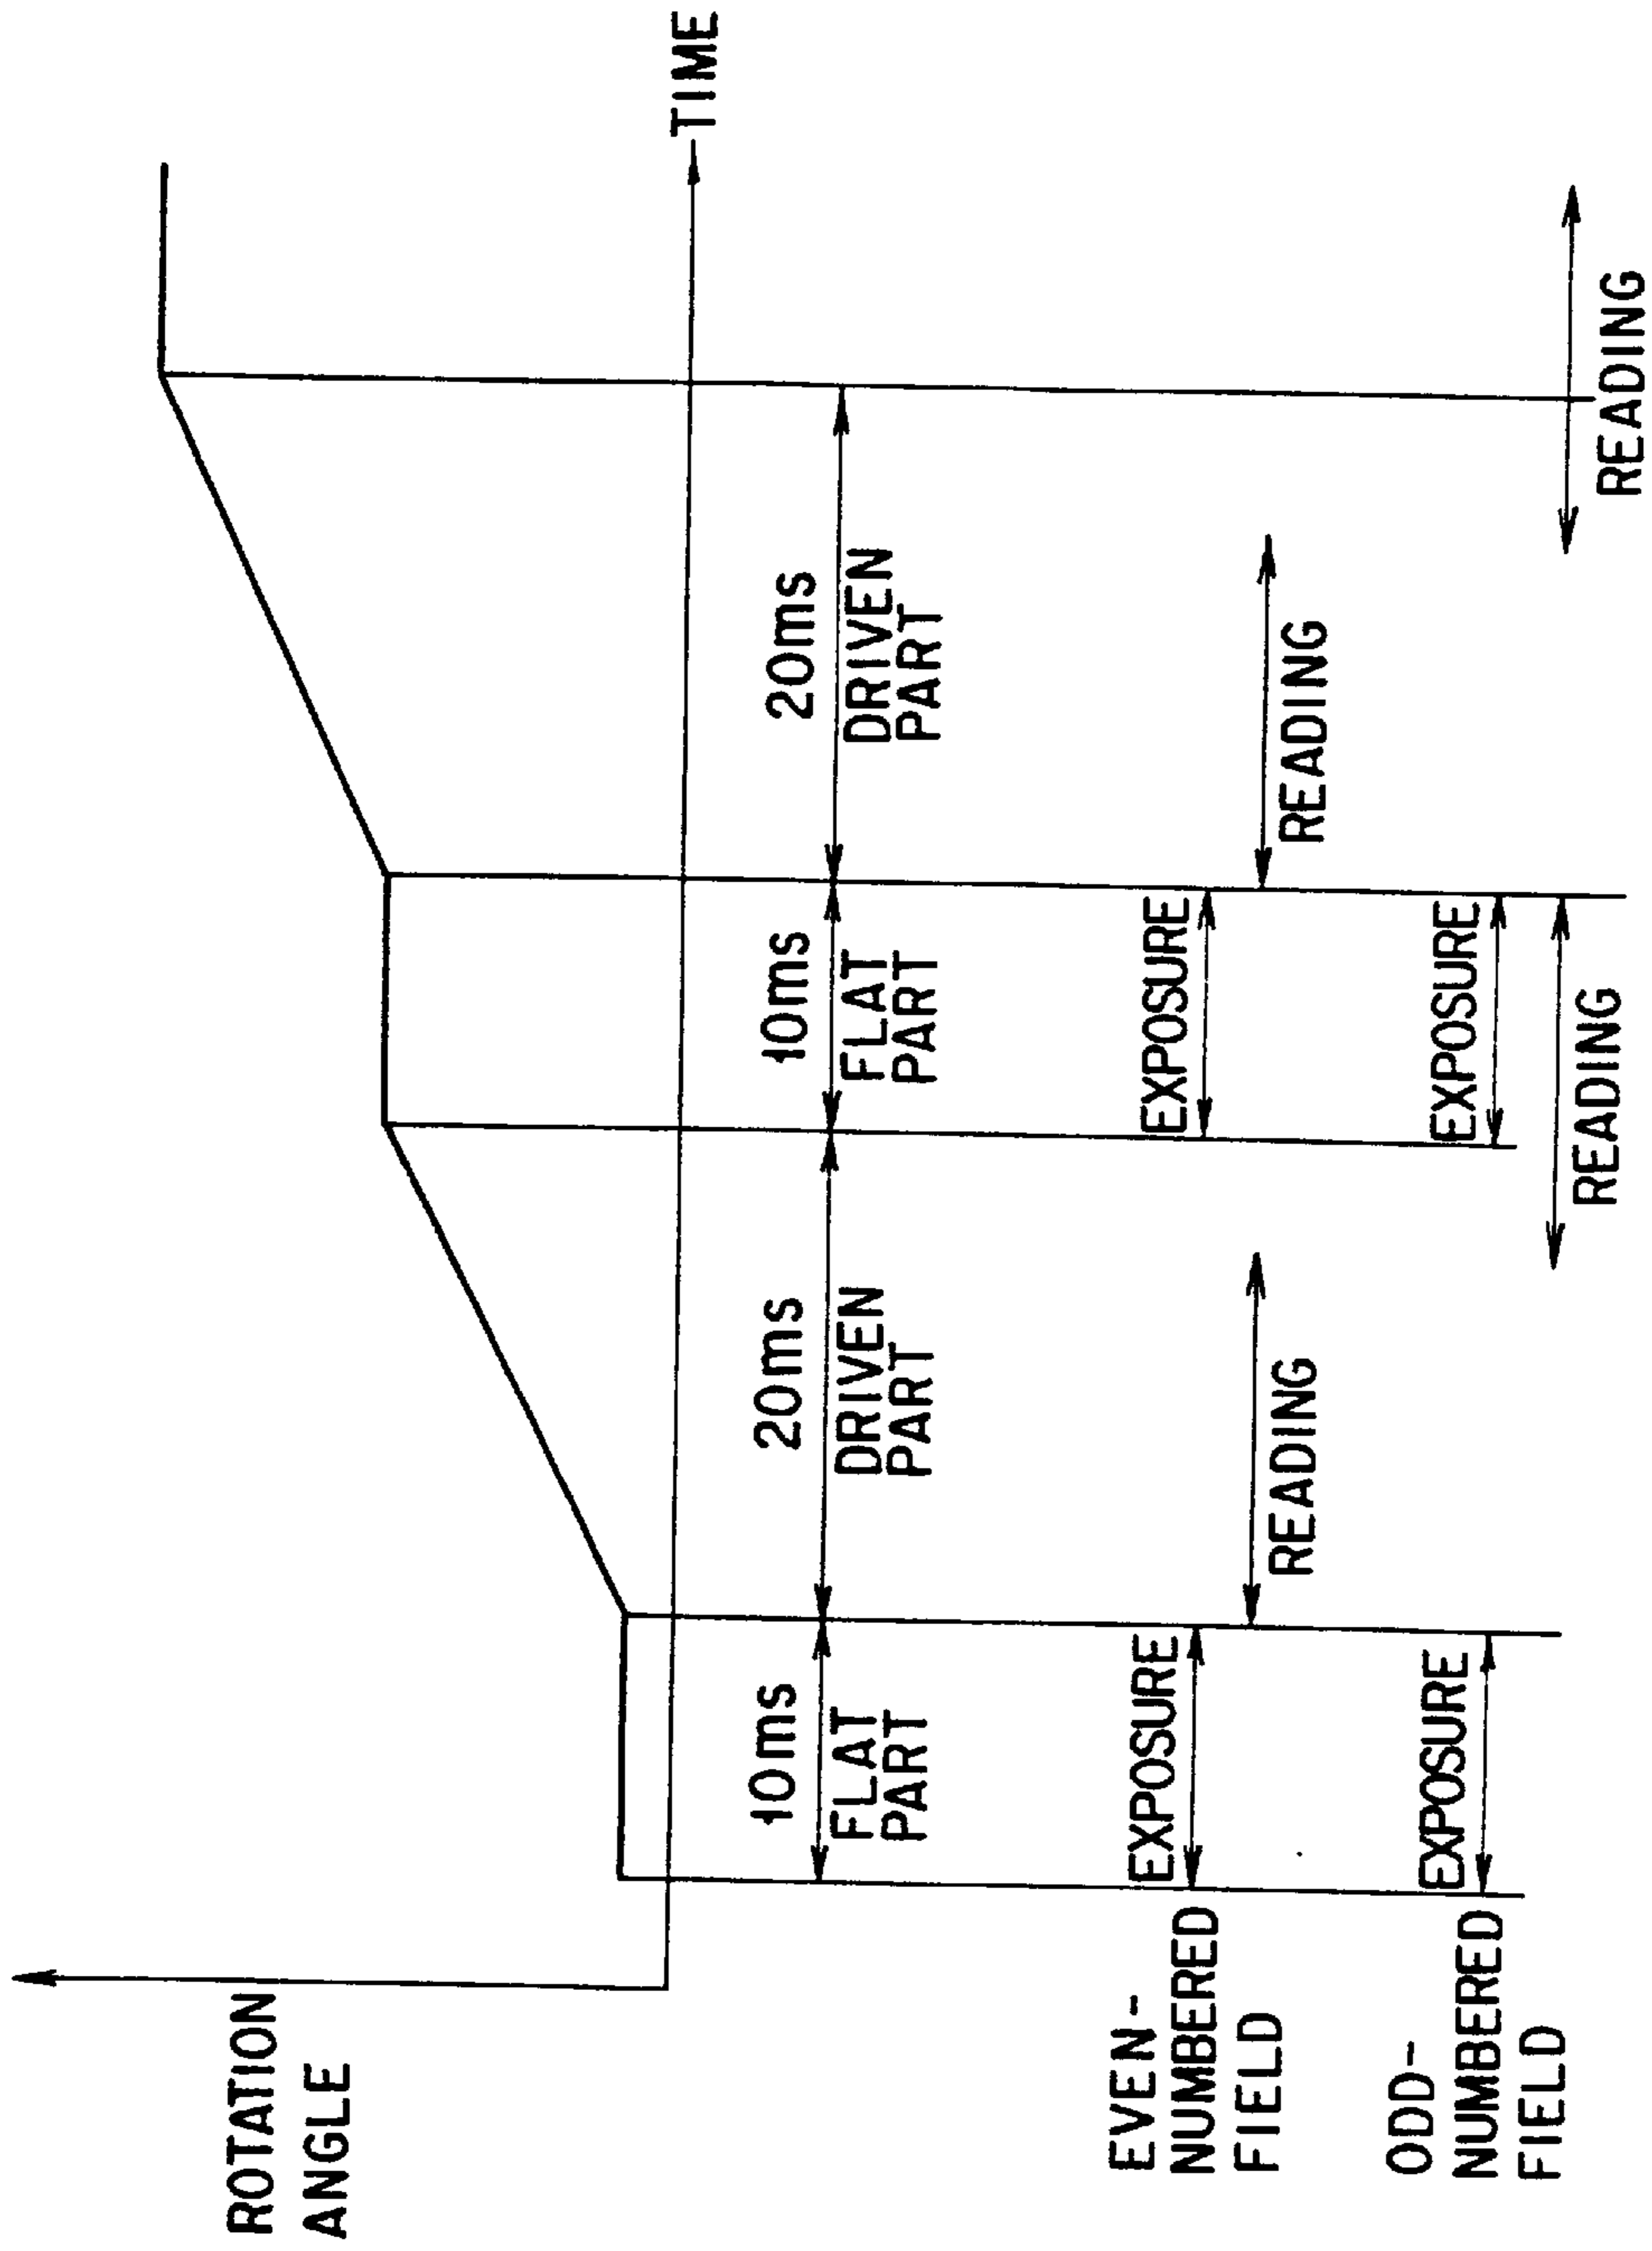 ROTATION
ANGLE
TIME
10ms
FLAT
PART
20ms
DRIVEN
PART
10ms
FLAT
PART
20ms
DRIVEN
PART
EVEN-
NUMBERED
FIELD
EXPOSURE
READING
EXPOSURE
READING
ODD-
NUMBERED
FIELD
EXPOSURE
READING
EXPOSURE
READING